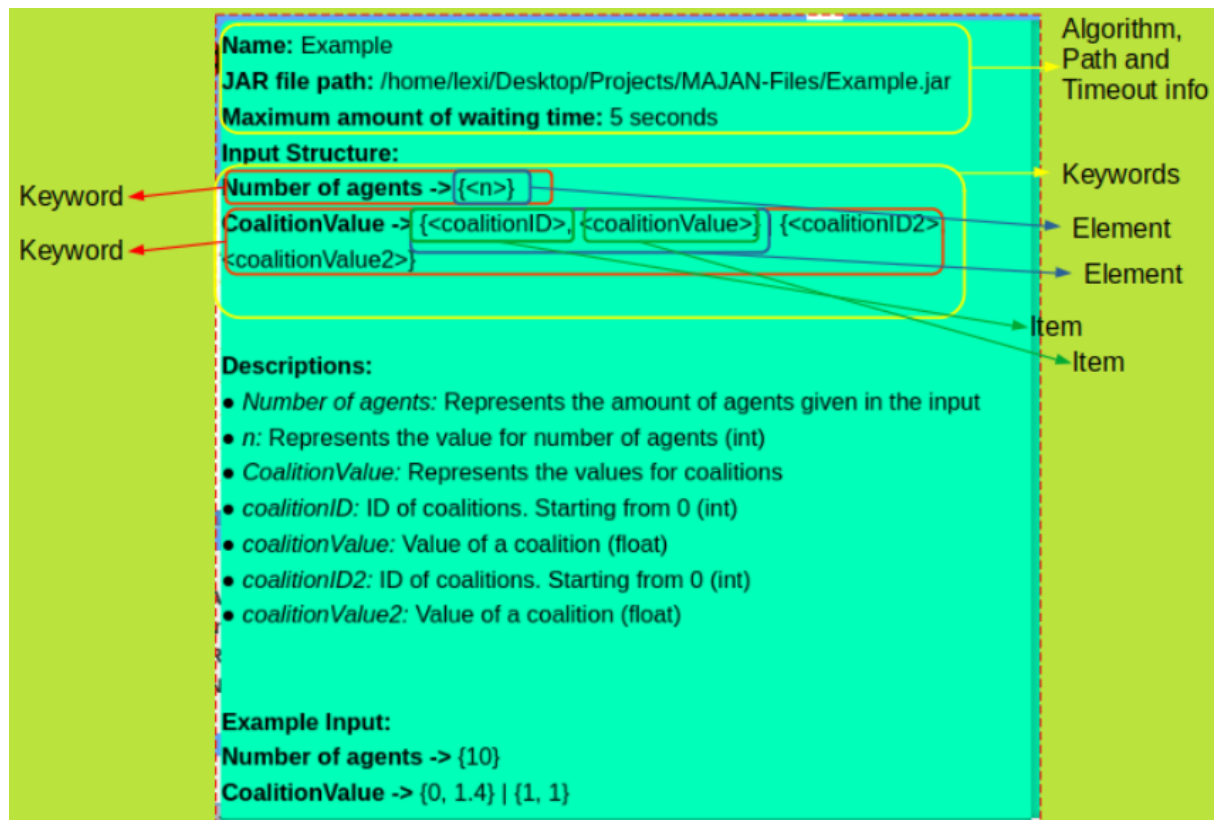 Name: Example
JAR file path: /home/lexi/Desktop/Projects/MAJAN-Files/Example.jar
Maximum amount of waiting time: 5 seconds
Algorithm,
Path and
Timeout info
Input Structure:
Keywords
Keyword
Number of agents -> {<n>}
Element
Keyword
CoalitionValue -> {<coalitionID>, <coalitionValue>} {<coalitionID2>
<coalitionValue2>}
Element
Item
Item
Descriptions:
● Number of agents: Represents the amount of agents given in the input
● n: Represents the value for number of agents (int)
● CoalitionValue: Represents the values for coalitions
● coalitionID: ID of coalitions. Starting from 0 (int)
● coalitionValue: Value of a coalition (float)
● coalitionID2: ID of coalitions. Starting from 0 (int)
● coalitionValue2: Value of a coalition (float)
Example Input:
Number of agents -> {10}
CoalitionValue -> {0, 1.4} | {1, 1}